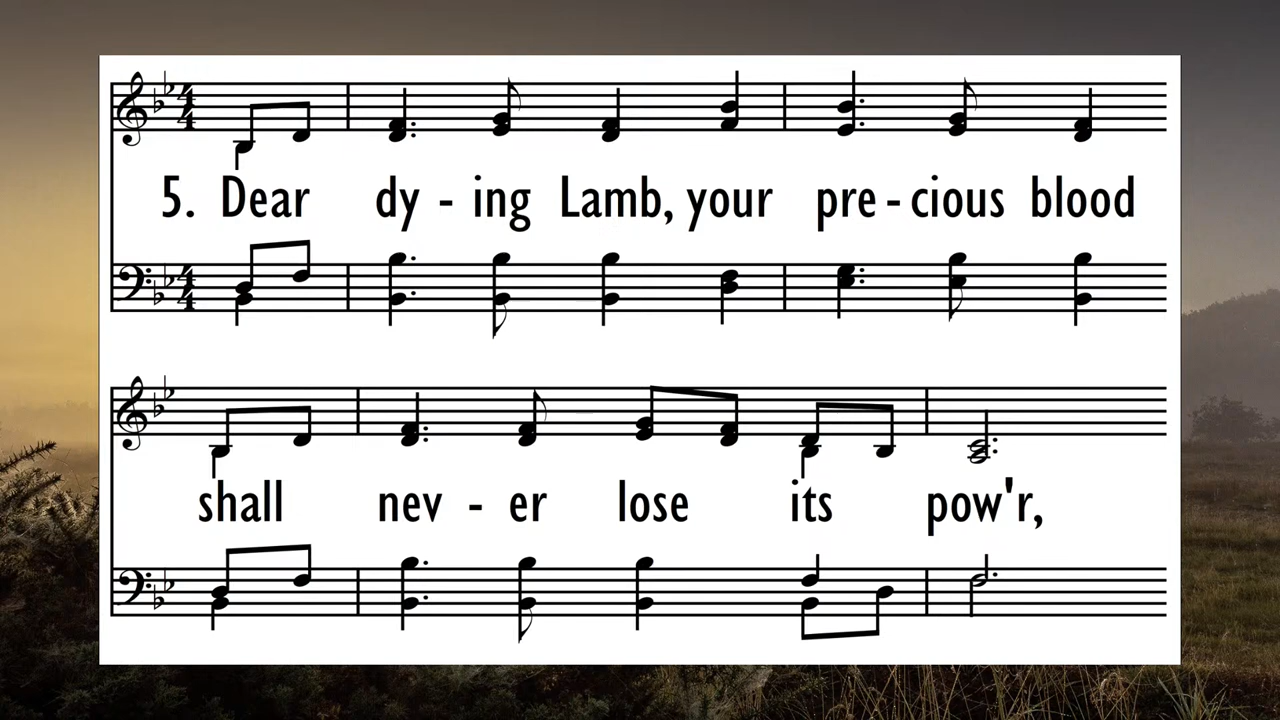 5. Dear dy - ing Lamb, your pre - cious blood
shall nev - er lose its pow'r,